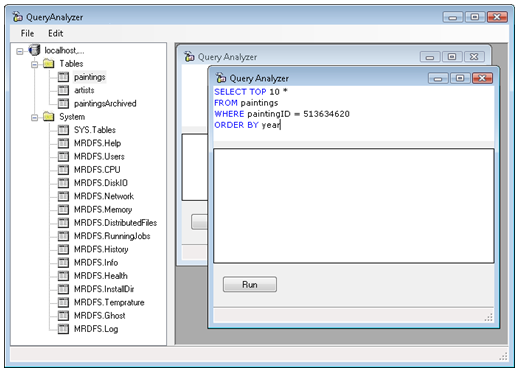 QueryAnalyzer
File Edit
localhost,...
Tables
paintings
artists
paintingsArchived
System
SYS.Tables
MRDFS.Help
MRDFS.Users
MRDFS.CPU
MRDFS.DiskIO
MRDFS.Network
MRDFS.Memory
MRDFS.DistributedFiles
MRDFS.RunningJobs
MRDFS.History
MRDFS.Info
MRDFS.Health
MRDFS.InstallDir
MRDFS.Temprature
MRDFS.Ghost
MRDFS.Log
Query Analyzer
Query Analyzer
SELECT TOP 10 *
FROM paintings
WHERE paintingID = 513634620
ORDER BY year
Run